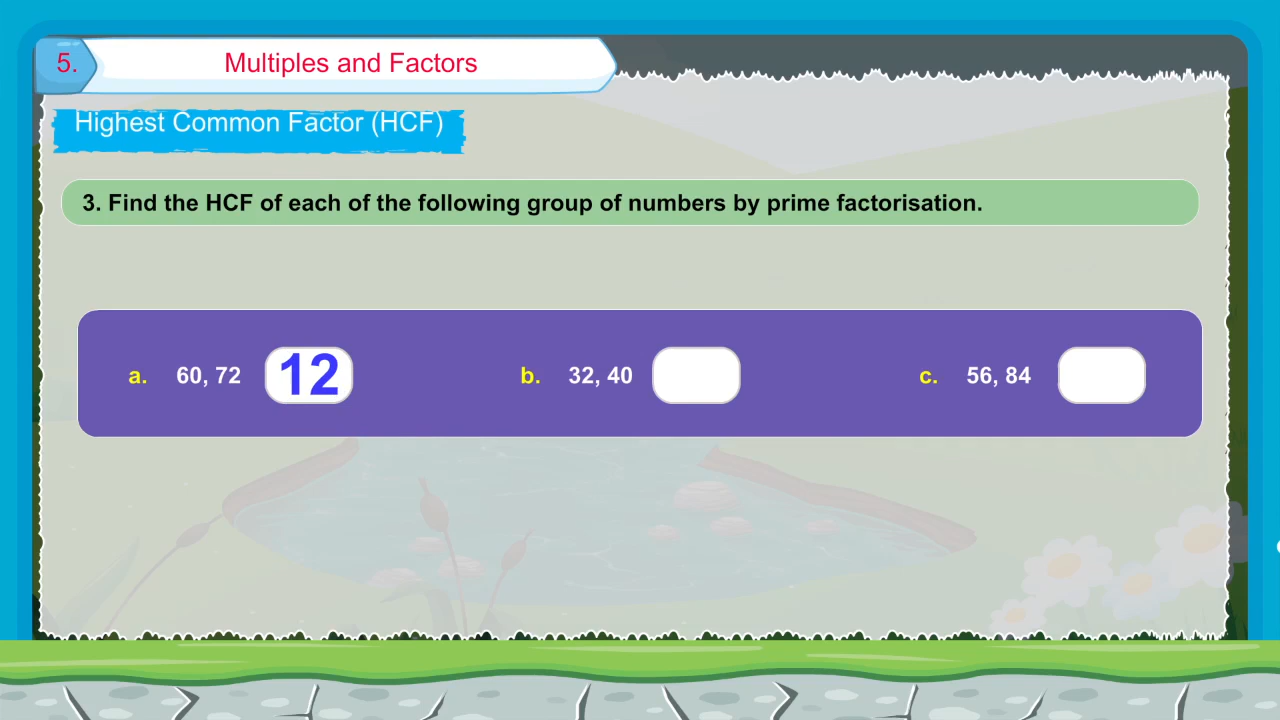 5. Multiples and Factors
Highest Common Factor (HCF)
3. Find the HCF of each of the following group of numbers by prime factorisation.
a. 60, 72 12 b. 32, 40 c. 56, 84